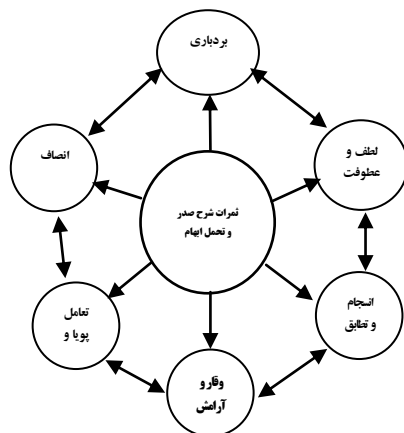 بردباری
لطف و
عطوفت
انصاف
ثمرات شرح صدر
و تحمل ابهام
انسجام
و تطابق
تعامل
پویا و
وقار و
آرامش